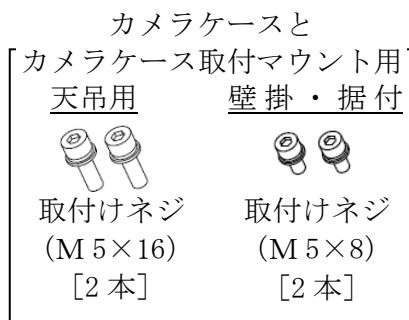 カメラケースと
カメラケース取付マウント用
天吊用 壁掛・据付
取付けネジ 取付けネジ
(M 5×16) (M 5×8)
[2 本] [2 本]